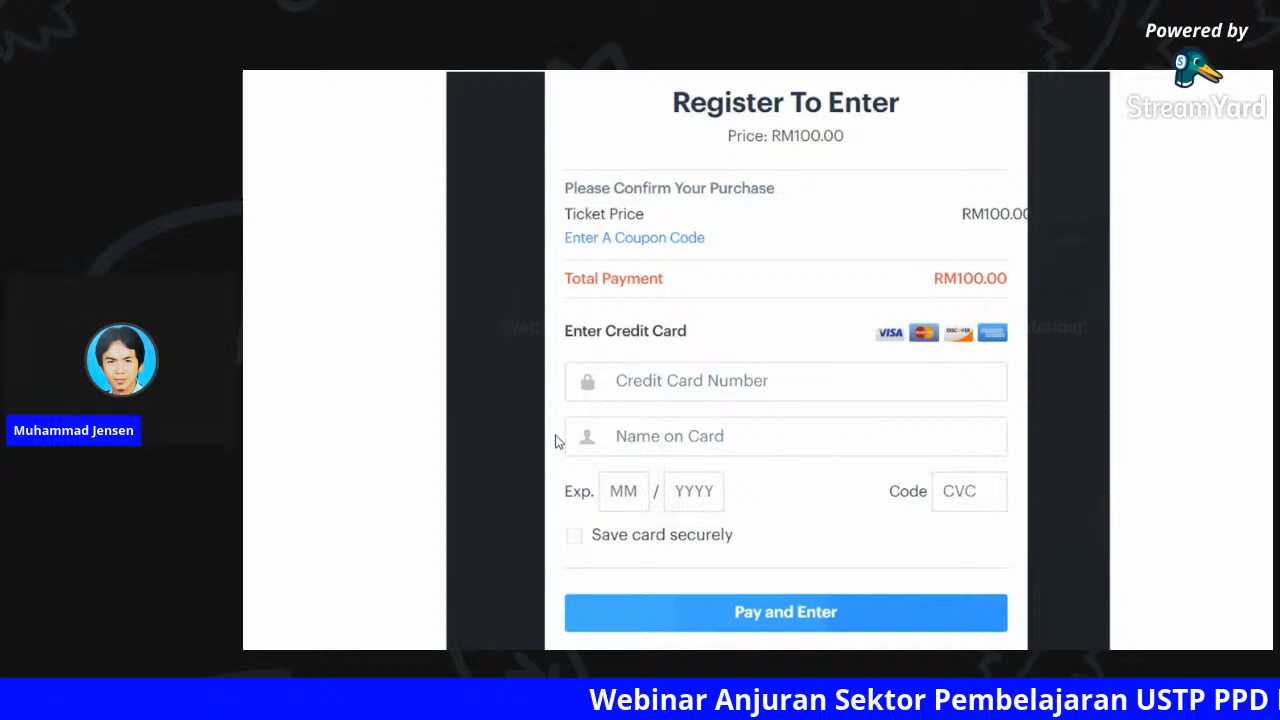 Powered by
StreamYard
Register To Enter
Price: RM100.00
Please Confirm Your Purchase
Ticket Price RM100.00
Enter A Coupon Code
Total Payment RM100.00
Enter Credit Card VISA MasterCard DISCOVER
Credit Card Number
Name on Card
Exp. MM / YYYY Code CVC
Save card securely
Pay and Enter
Muhammad Jensen
Webinar Anjuran Sektor Pembelajaran USTP PPD